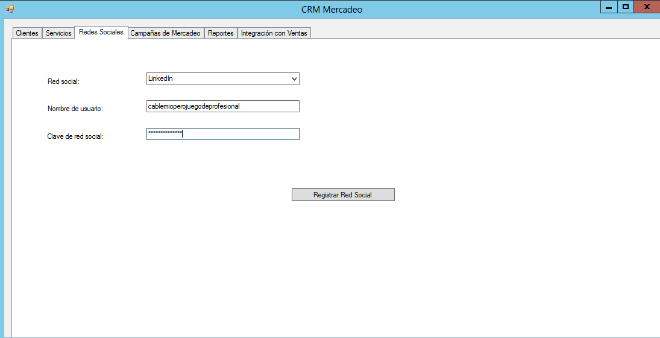 CRM Mercadeo
Clientes Servicios Redes Sociales Campañas de Mercadeo Reportes Integración con Ventas
Red social: LinkedIn
Nombre de usuario: cablemioperojuegodeprofesional
Clave de red social: **************
Registrar Red Social